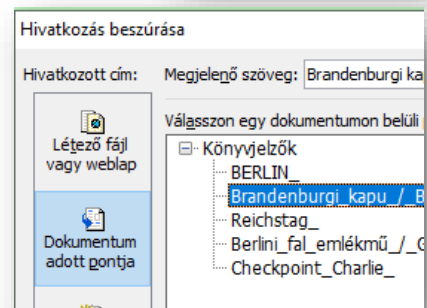 Hivatkozás beszúrása
Hivatkozott cím:
Megjelenő szöveg: Brandenburgi ka
Létező fájl
vagy weblap
Dokumentum
adott pontja
Válasszon egy dokumentumon belüli
Könyvjelzők
BERLIN_
Brandenburgi_kapu_/_B
Reichstag_
Berlini_fal_emlékmű_/_G
Checkpoint_Charlie_